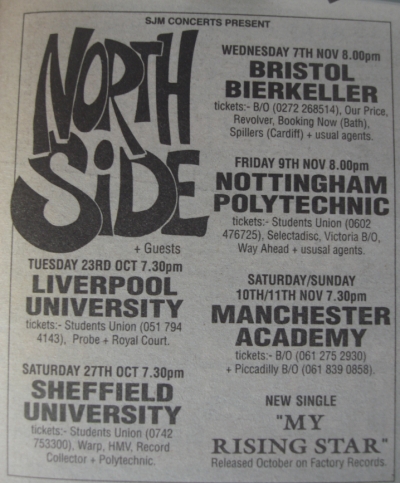 SJM CONCERTS PRESENT
NORTH
SiDE
+ Guests
TUESDAY 23RD OCT 7.30pm
LIVERPOOL
UNIVERSITY
tickets:- Students Union (051 794
4143), Probe + Royal Court.
SATURDAY 27TH OCT 7.30pm
SHEFFIELD
UNIVERSITY
tickets:- Students Union (0742
753300), Warp, HMV, Record
Collector + Polytechnic.
WEDNESDAY 7TH NOV 8.00pm
BRISTOL
BIERKELLER
tickets:- B/O (0272 268514), Our Price,
Revolver, Booking Now (Bath),
Spillers (Cardiff) + usual agents.
FRIDAY 9TH NOV 8.00pm
NOTTINGHAM
POLYTECHNIC
tickets:- Students Union (0602
476725), Selectadisc, Victoria B/O,
Way Ahead + ususal agents.
SATURDAY/SUNDAY
10TH/11TH NOV 7.30pm
MANCHESTER
ACADEMY
tickets:- B/O (061 275 2930)
+ Piccadilly B/O (061 839 0858).
NEW SINGLE
"MY
RISING STAR"
Released October on Factory Records.